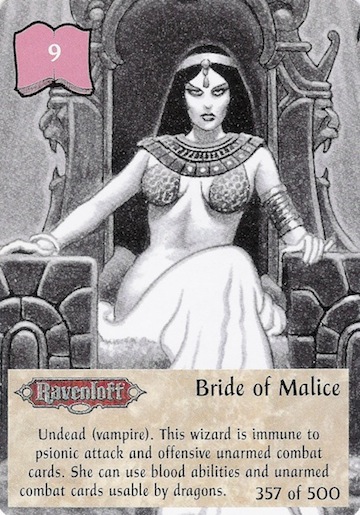 9
Ravenloft
Bride of Malice
Undead (vampire). This wizard is immune to
psionic attack and offensive unarmed combat
cards. She can use blood abilities and unarmed
combat cards usable by dragons.
357 of 500